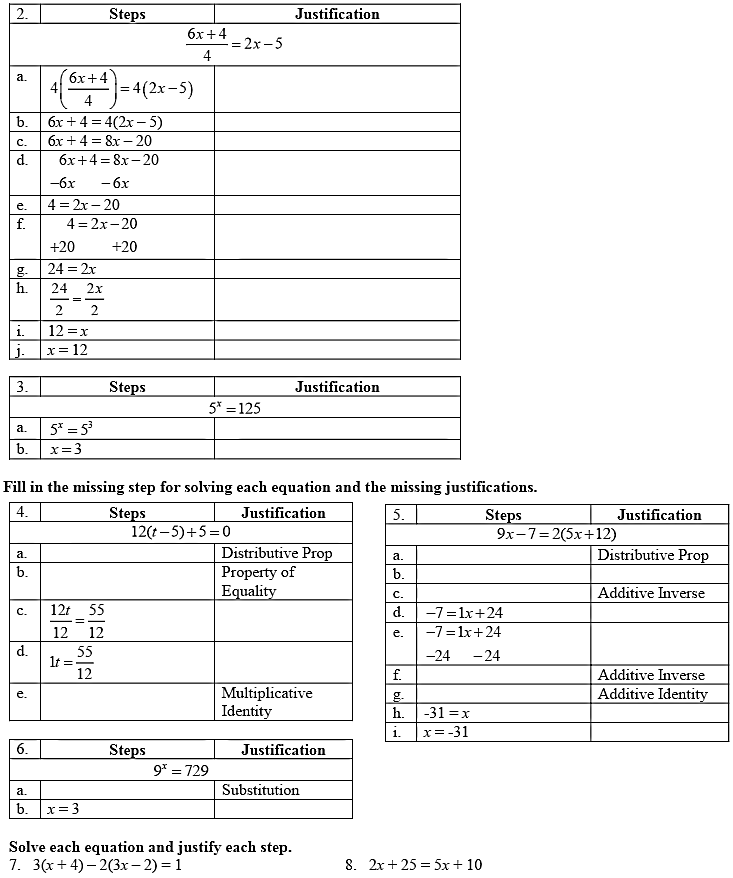 2. Steps Justification
(6x+4)/4 = 2x−5
a. 4((6x+4)/4) = 4(2x−5)
b. 6x + 4 = 4(2x − 5)
c. 6x + 4 = 8x − 20
d. 6x+4 = 8x−20
−6x −6x
e. 4 = 2x − 20
f. 4 = 2x−20
+20 +20
g. 24 = 2x
h. 24/2 = 2x/2
i. 12 = x
j. x = 12
3. Steps Justification
5ˣ = 125
a. 5ˣ = 5³
b. x = 3
Fill in the missing step for solving each equation and the missing justifications.
4. Steps Justification
12(t−5)+5 = 0
a. Distributive Prop
b. Property of
Equality
c. 12t/12 = 55/12
d. 1t = 55/12
e. Multiplicative
Identity
5. Steps Justification
9x−7 = 2(5x+12)
a. Distributive Prop
b.
c. Additive Inverse
d. −7 = 1x+24
e. −7 = 1x+24
−24 −24
f. Additive Inverse
g. Additive Identity
h. -31 = x
i. x = -31
6. Steps Justification
9ˣ = 729
a. Substitution
b. x = 3
Solve each equation and justify each step.
7. 3(x + 4) − 2(3x − 2) = 1
8. 2x + 25 = 5x + 10